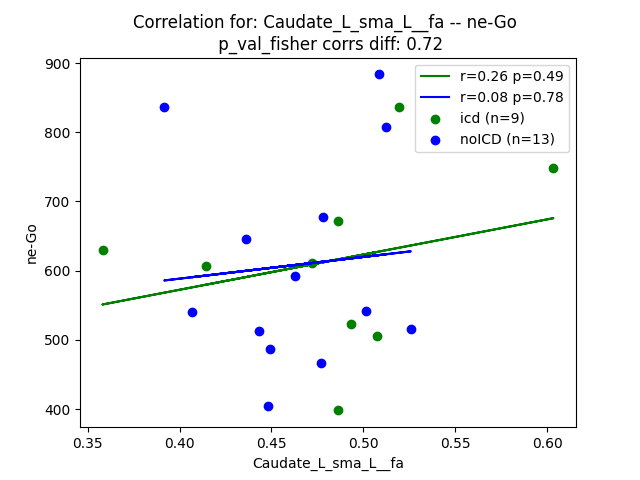 Correlation for: Caudate_L_sma_L__fa -- ne-Go
p_val_fisher corrs diff: 0.72
r=0.26 p=0.49
r=0.08 p=0.78
icd (n=9)
noICD (n=13)
900
800
700
600
500
400
ne-Go
0.35 0.40 0.45 0.50 0.55 0.60
Caudate_L_sma_L__fa